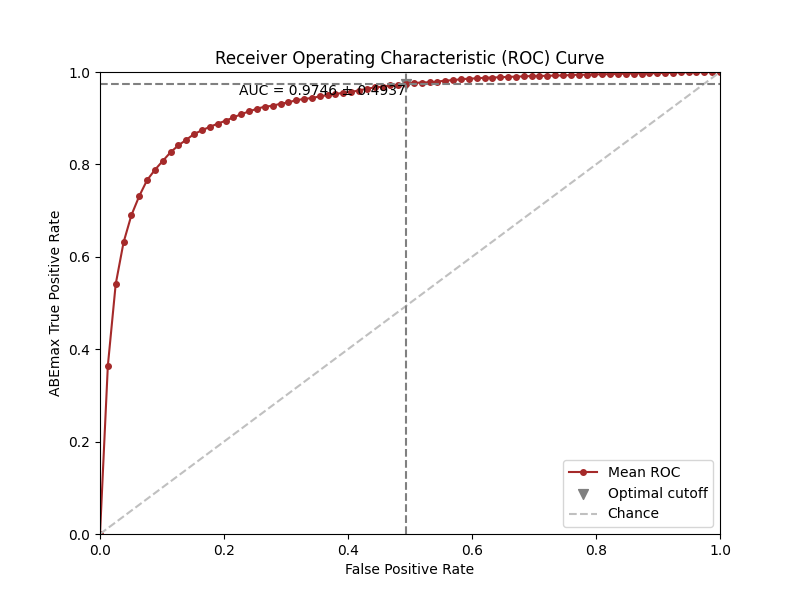 Receiver Operating Characteristic (ROC) Curve
AUC = 0.9746 ± 0.4937
1.0
0.8
0.6
0.4
0.2
0.0
ABEmax True Positive Rate
0.0 0.2 0.4 0.6 0.8 1.0
False Positive Rate
Mean ROC
Optimal cutoff
Chance